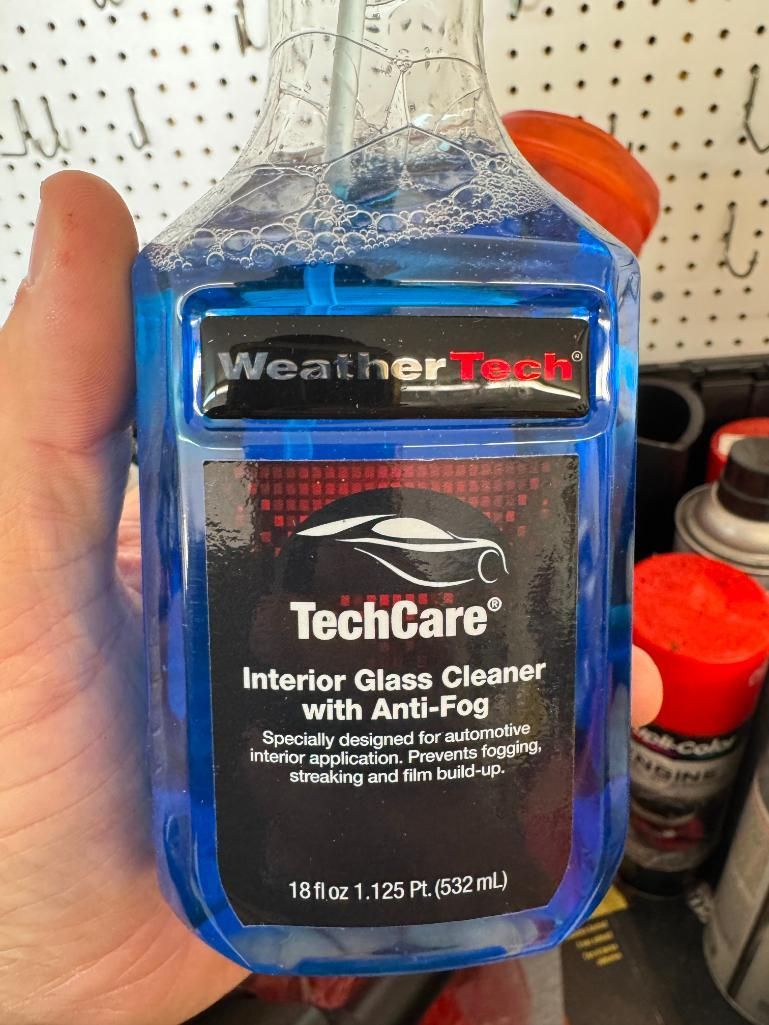 WeatherTech®
TechCare®
Interior Glass Cleaner
with Anti-Fog
Specially designed for automotive
interior application. Prevents fogging,
streaking and film build-up.
18 fl oz 1.125 Pt. (532 mL)
ENGINE